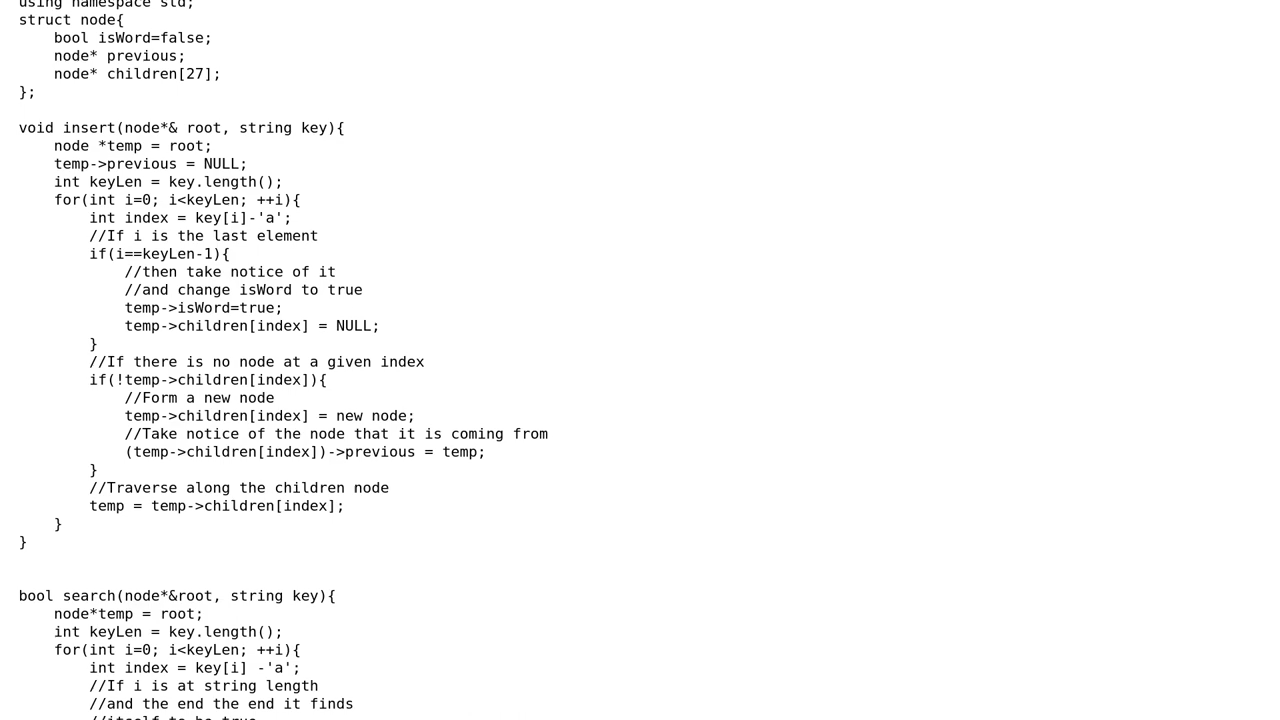 using namespace std;
struct node{
    bool isWord=false;
    node* previous;
    node* children[27];
};

void insert(node*& root, string key){
    node *temp = root;
    temp->previous = NULL;
    int keyLen = key.length();
    for(int i=0; i<keyLen; ++i){
        int index = key[i]-'a';
        //If i is the last element
        if(i==keyLen-1){
            //then take notice of it
            //and change isWord to true
            temp->isWord=true;
            temp->children[index] = NULL;
        }
        //If there is no node at a given index
        if(!temp->children[index]){
            //Form a new node
            temp->children[index] = new node;
            //Take notice of the node that it is coming from
            (temp->children[index])->previous = temp;
        }
        //Traverse along the children node
        temp = temp->children[index];
    }
}

bool search(node*&root, string key){
    node*temp = root;
    int keyLen = key.length();
    for(int i=0; i<keyLen; ++i){
        int index = key[i] -'a';
        //If i is at string length
        //and the end the end it finds
        //itself to be true